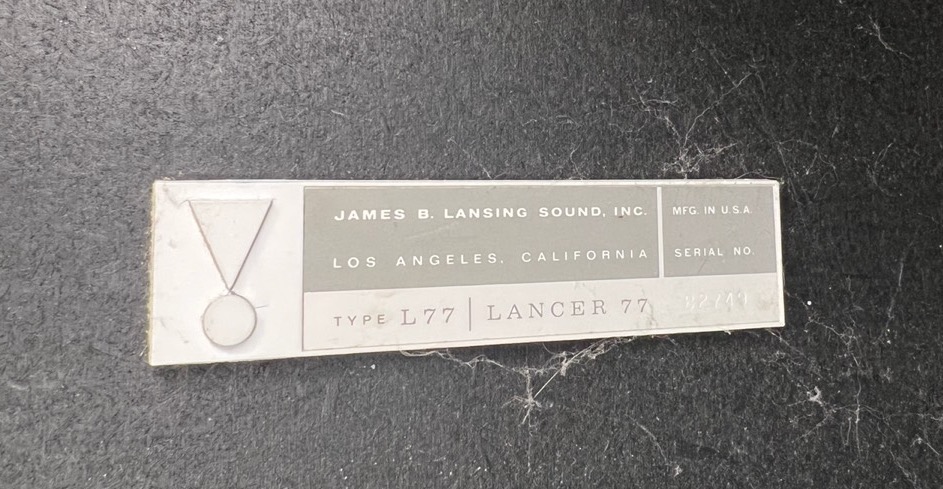 JAMES B. LANSING SOUND, INC.
LOS ANGELES, CALIFORNIA
MFG. IN U.S.A.
SERIAL NO.
TYPE L77 | LANCER 77